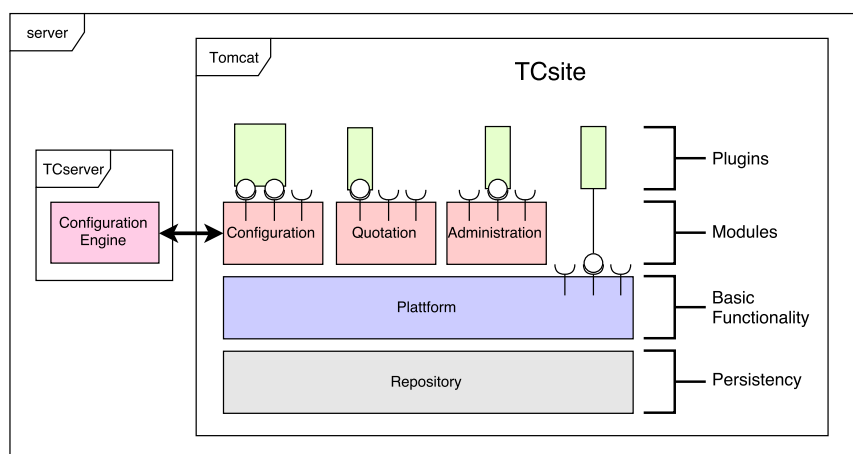 server
Tomcat
TCsite
TCserver
Configuration
Engine
Configuration
Quotation
Administration
Plattform
Repository
Plugins
Modules
Basic
Functionality
Persistency